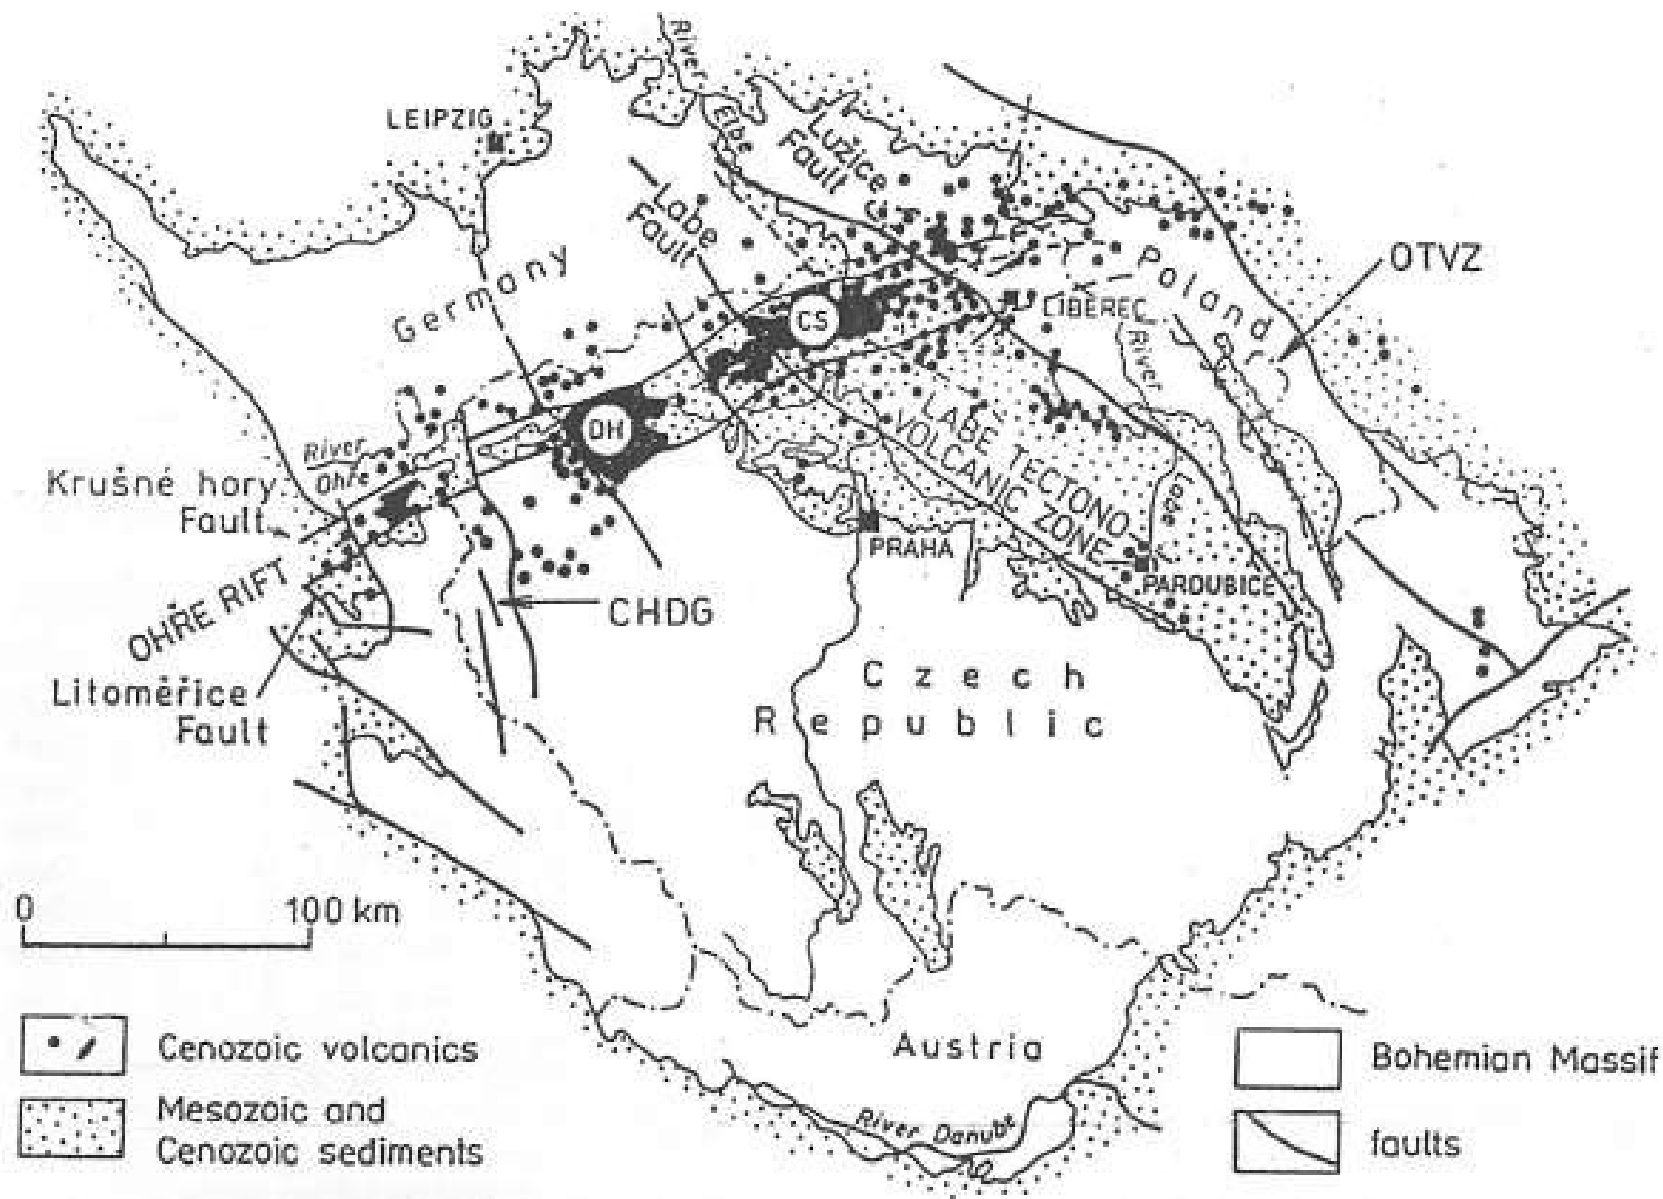 River
Elbe
LEIPZIG
Lužice
Fault
Labe
Fault
Germany
Poland
OTVZ
CS
LIBEREC
River
DH
LABE TECTONO-
VOLCANIC ZONE
River
Ohře
Labe
Krušné hory
Fault
PRAHA
PARDUBICE
OHŘE RIFT
CHDG
Litoměřice
Fault
Czech
Republic
0 100 km
Austria
River Danube
Cenozoic volcanics
Mesozoic and
Cenozoic sediments
Bohemian Massif
faults